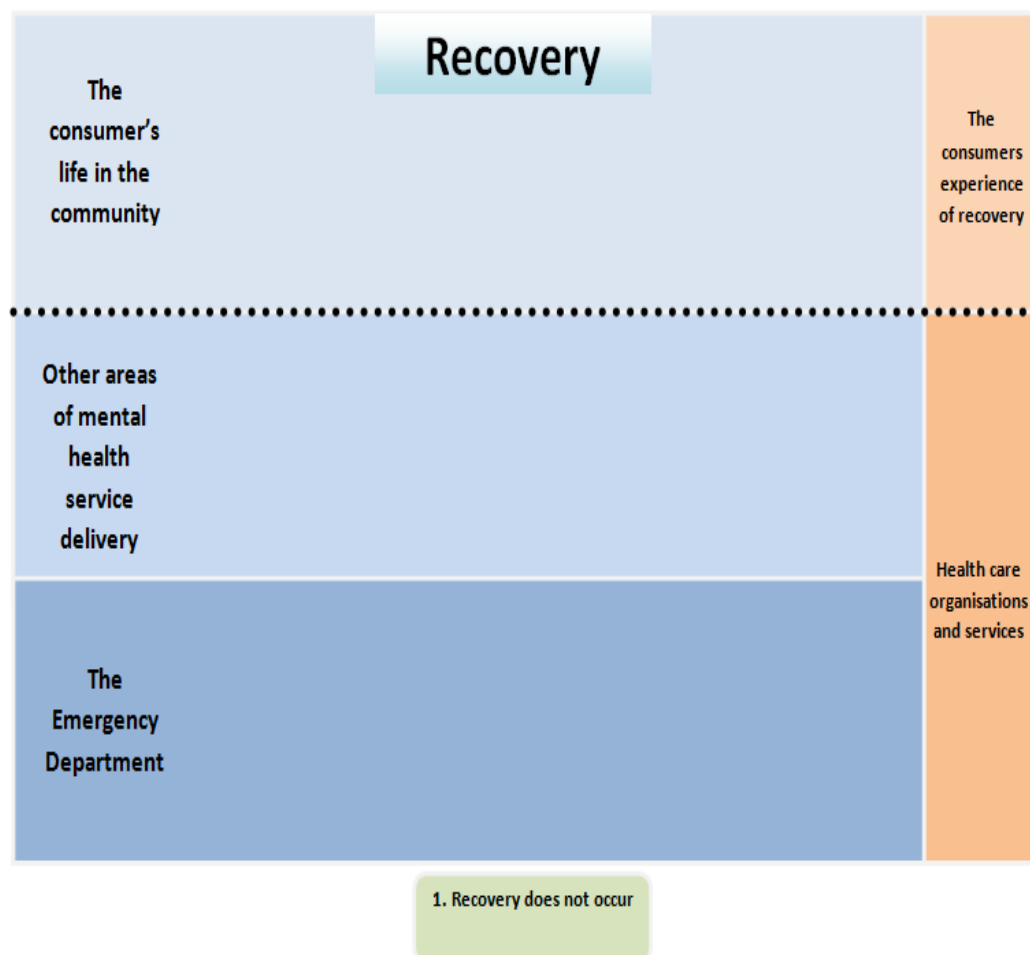 Recovery
The
consumer's
life in the
community
The
consumers
experience
of recovery
Other areas
of mental
health
service
delivery
Health care
organisations
and services
The
Emergency
Department
1. Recovery does not occur